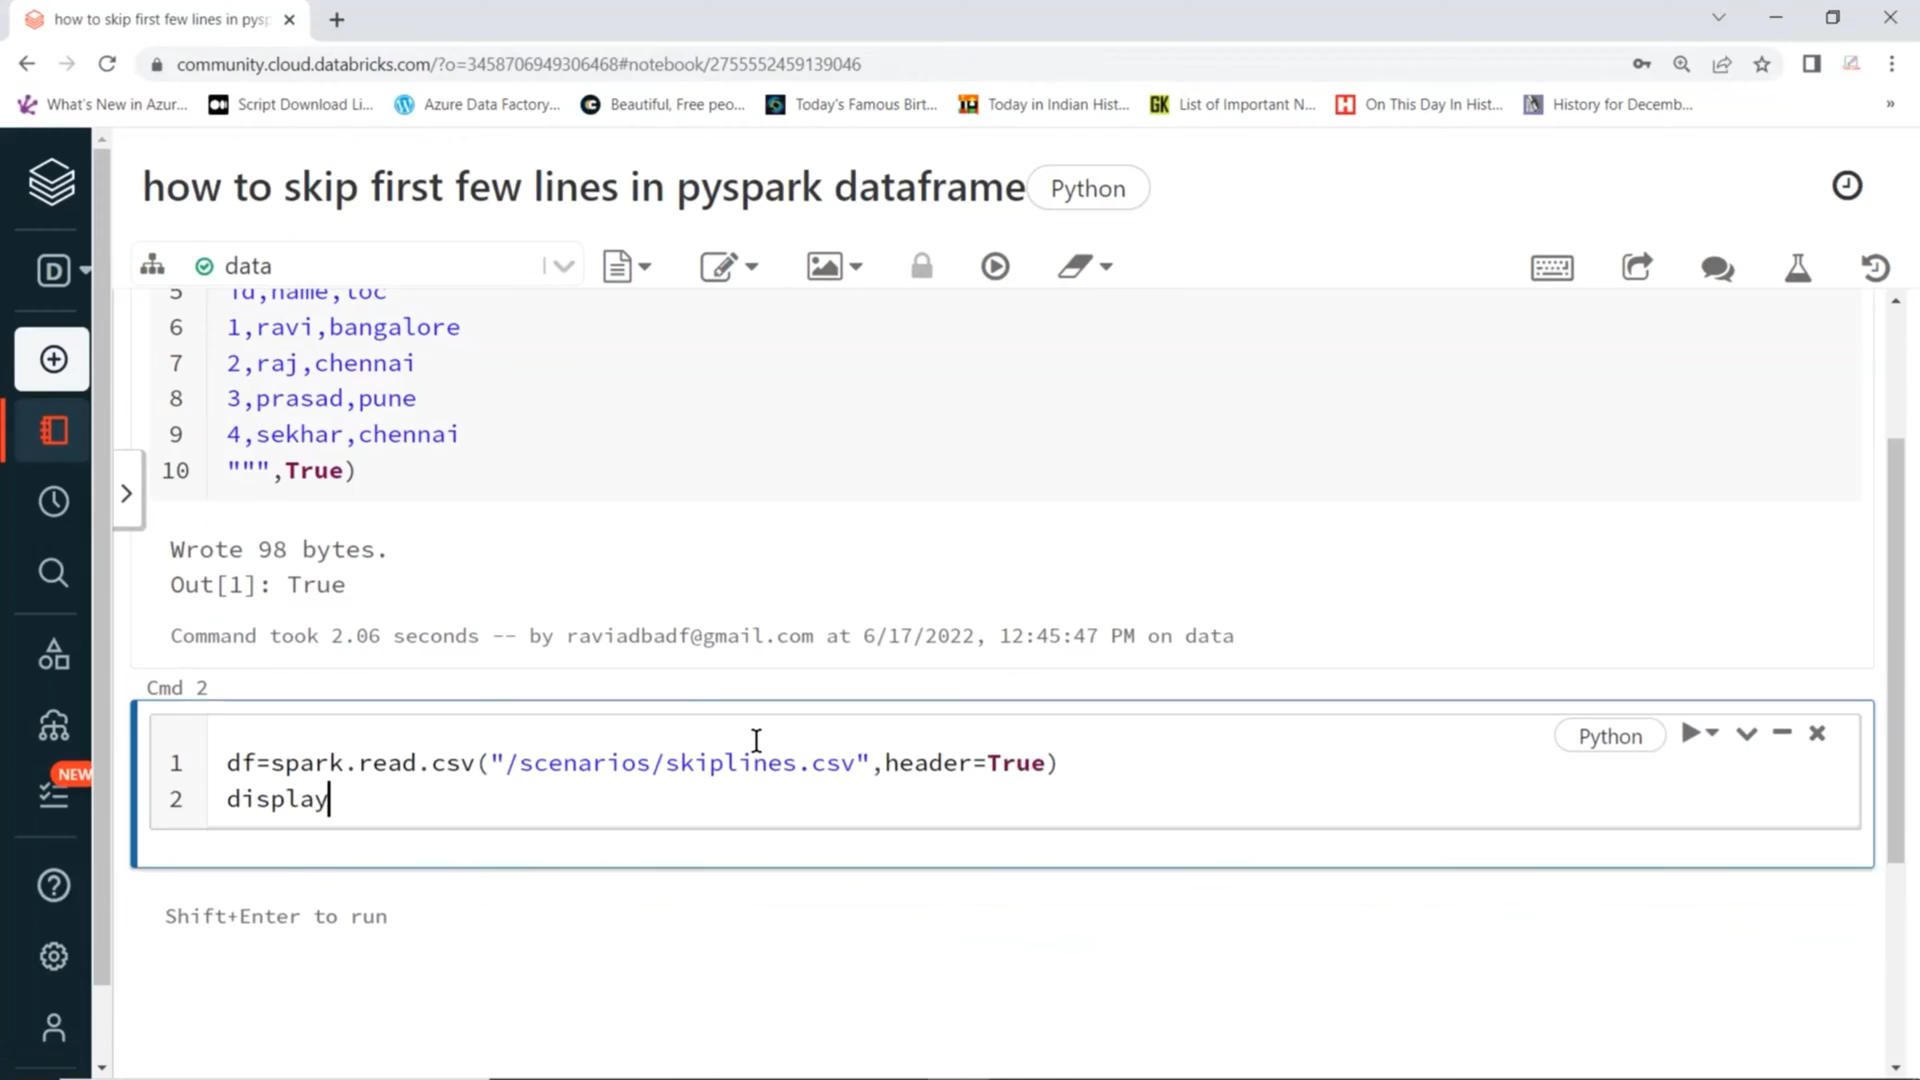 how to skip first few lines in pysp
community.cloud.databricks.com/?o=3458706949306468#notebook/2755552459139046
What's New in Azur... Script Download Li... Azure Data Factory... Beautiful, Free peo... Today's Famous Birt... Today in Indian Hist... GK List of Important N... On This Day In Hist... History for Decemb... »
how to skip first few lines in pyspark dataframe Python
D data
5 id,name,loc
6 1,ravi,bangalore
7 2,raj,chennai
8 3,prasad,pune
9 4,sekhar,chennai
10 """,True)
Wrote 98 bytes.
Out[1]: True
Command took 2.06 seconds -- by raviadbadf@gmail.com at 6/17/2022, 12:45:47 PM on data
Cmd 2
Python
1 df=spark.read.csv("/scenarios/skiplines.csv",header=True)
2 display
NEW
Shift+Enter to run